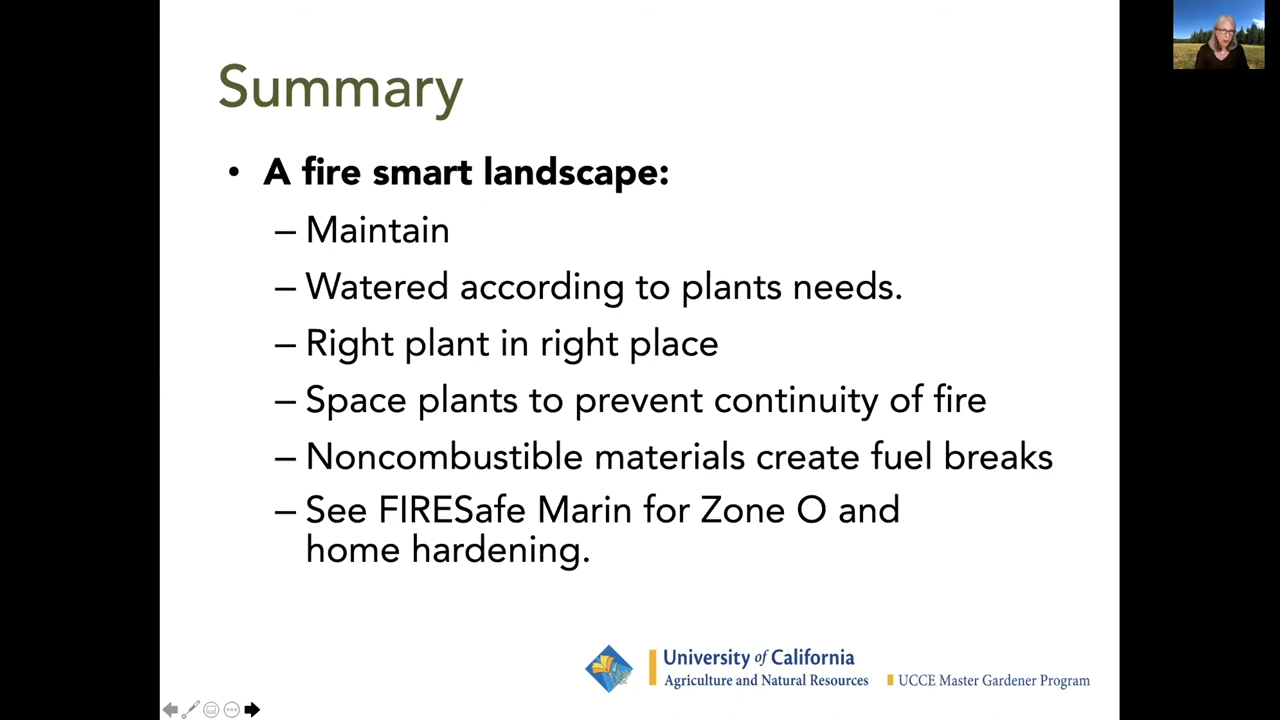 Summary
• A fire smart landscape:
– Maintain
– Watered according to plants needs.
– Right plant in right place
– Space plants to prevent continuity of fire
– Noncombustible materials create fuel breaks
– See FIRESafe Marin for Zone O and
home hardening.
University of California
Agriculture and Natural Resources
UCCE Master Gardener Program